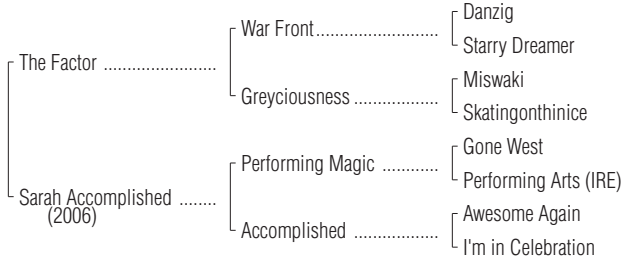 Danzig
War Front..........................
Starry Dreamer
The Factor ........................
Miswaki
Greyciousness ..................
Skatingonthinice
Gone West
Performing Magic ............
Performing Arts (IRE)
Sarah Accomplished ........
(2006)
Awesome Again
Accomplished ..................
I'm in Celebration